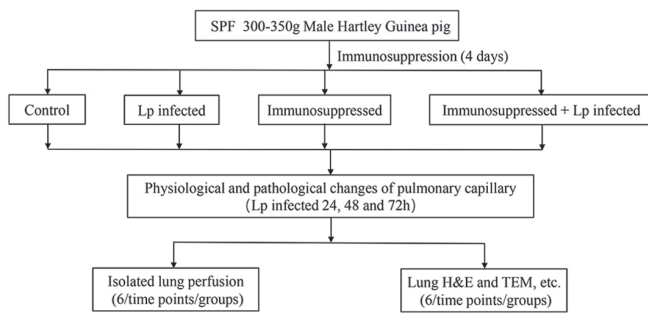 SPF 300-350g Male Hartley Guinea pig
Immunosuppression (4 days)
Control
Lp infected
Immunosuppressed
Immunosuppressed + Lp infected
Physiological and pathological changes of pulmonary capillary
(Lp infected 24, 48 and 72h)
Isolated lung perfusion
(6/time points/groups)
Lung H&E and TEM, etc.
(6/time points/groups)